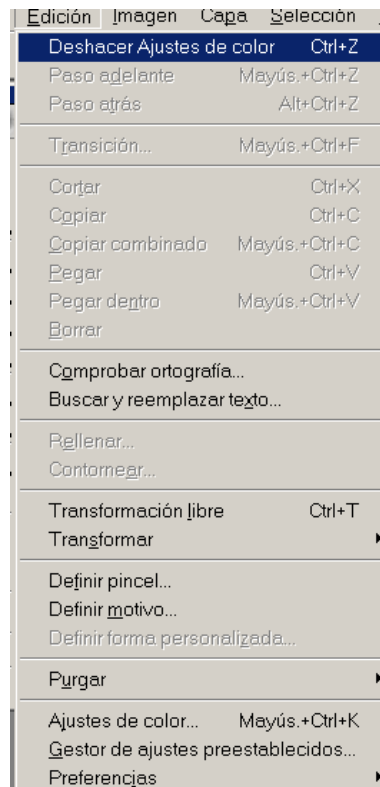 Edición Imagen Capa Selección
Deshacer Ajustes de color Ctrl+Z
Paso adelante Mayús.+Ctrl+Z
Paso atrás Alt+Ctrl+Z
Transición... Mayús.+Ctrl+F
Cortar Ctrl+X
Copiar Ctrl+C
Copiar combinado Mayús.+Ctrl+C
Pegar Ctrl+V
Pegar dentro Mayús.+Ctrl+V
Borrar
Comprobar ortografía...
Buscar y reemplazar texto...
Rellenar...
Contornear...
Transformación libre Ctrl+T
Transformar
Definir pincel...
Definir motivo...
Definir forma personalizada...
Purgar
Ajustes de color... Mayús.+Ctrl+K
Gestor de ajustes preestablecidos...
Preferencias